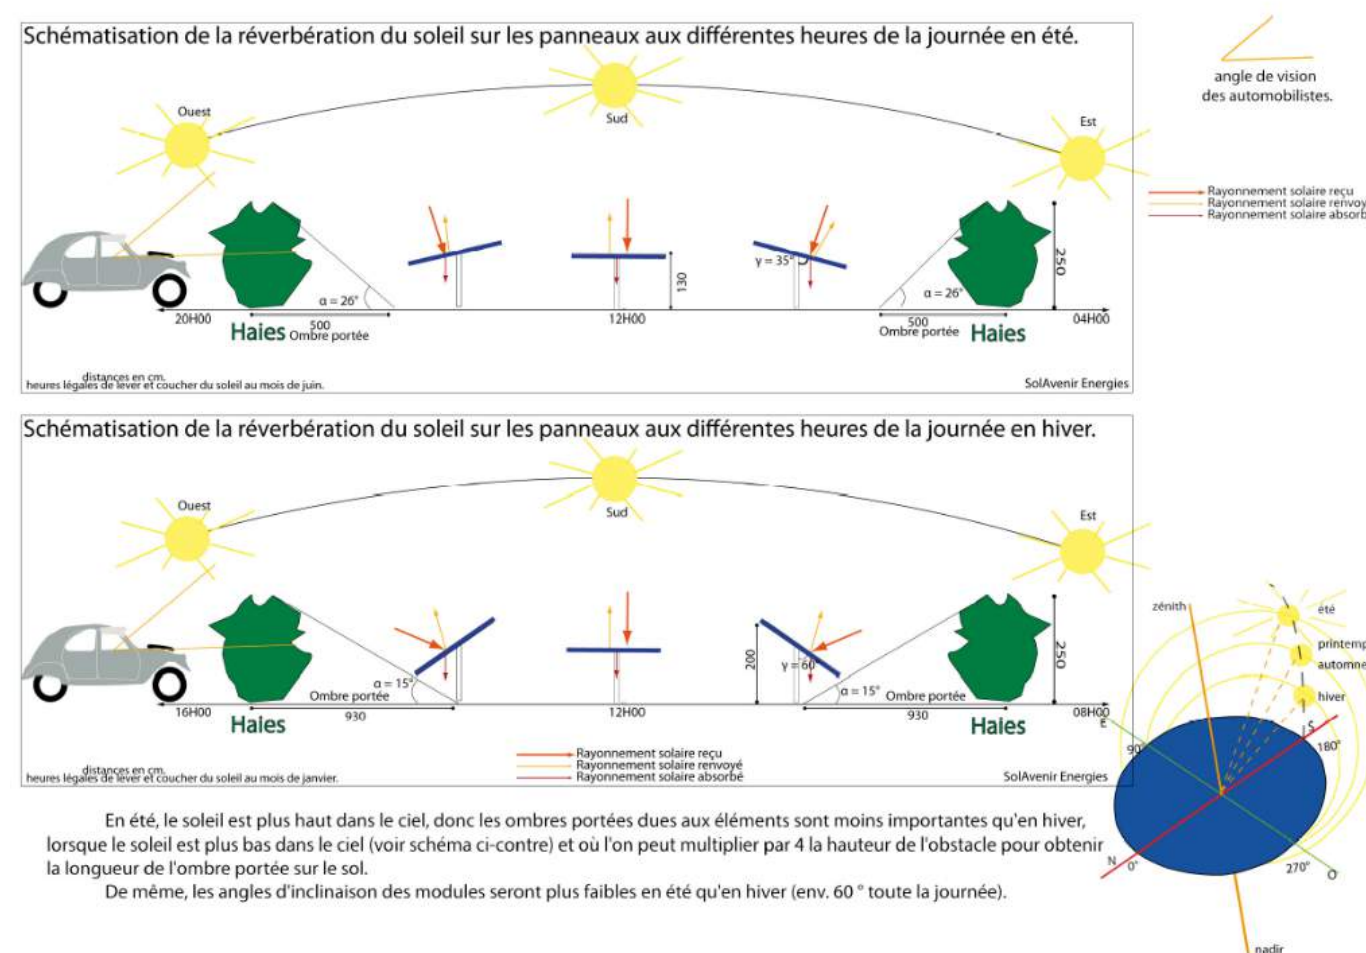 Schématisation de la réverbération du soleil sur les panneaux aux différentes heures de la journée en été.
angle de vision
des automobilistes.
Ouest
Sud
Est
Rayonnement solaire reçu
Rayonnement solaire renvoy
Rayonnement solaire absorb
γ = 35°
250
130
α = 26°
α = 26°
20H00
500
12H00
500
04H00
Haies
Ombre portée
Ombre portée
Haies
distances en cm.
heures légales de lever et coucher du soleil au mois de juin.
SolAvenir Energies
Schématisation de la réverbération du soleil sur les panneaux aux différentes heures de la journée en hiver.
Ouest
Sud
Est
200
γ = 60°
250
α = 15°
α = 15°
Ombre portée
Ombre portée
16H00
930
12H00
930
08H00
Haies
Haies
Rayonnement solaire reçu
Rayonnement solaire renvoyé
Rayonnement solaire absorbé
distances en cm.
heures légales de lever et coucher du soleil au mois de janvier.
SolAvenir Energies
zénith
été
printemp
automne
hiver
E
S
90
180°
N
0°
270°
O
nadir
En été, le soleil est plus haut dans le ciel, donc les ombres portées dues aux éléments sont moins importantes qu'en hiver,
lorsque le soleil est plus bas dans le ciel (voir schéma ci-contre) et où l'on peut multiplier par 4 la hauteur de l'obstacle pour obtenir
la longueur de l'ombre portée sur le sol.
De même, les angles d'inclinaison des modules seront plus faibles en été qu'en hiver (env. 60 ° toute la journée).